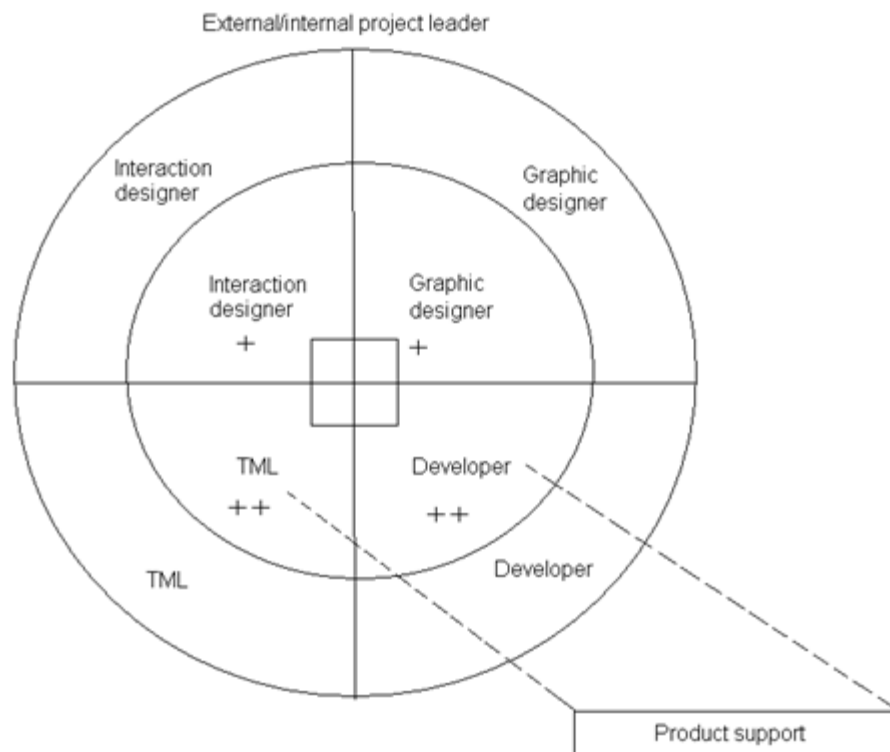 External/internal project leader
Interaction
designer
Graphic
designer
Interaction
designer
+
Graphic
designer
+
TML
++
Developer
++
TML
Developer
Product support